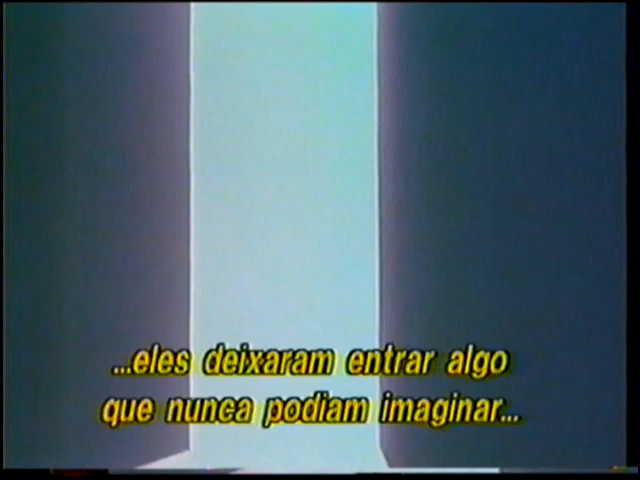 ...eles deixaram entrar algo
que nunca podiam imaginar...